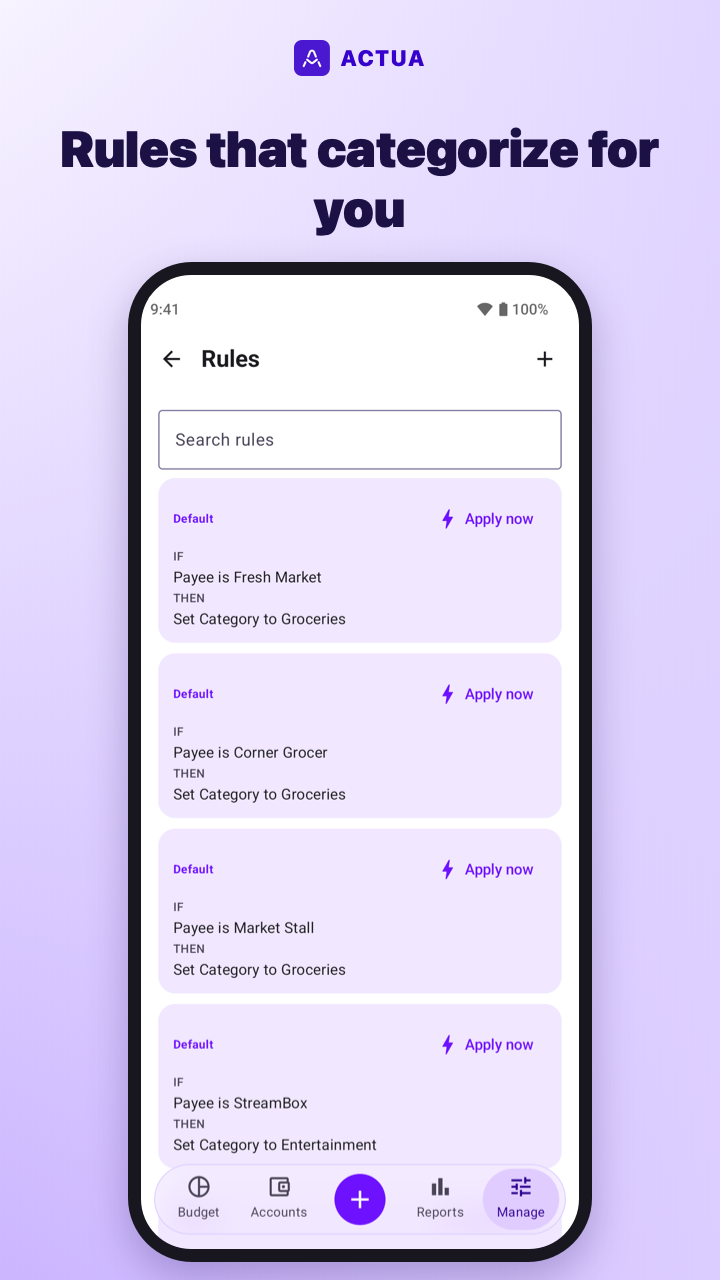 ACTUA
Rules that categorize for
you
9:41
100%
Rules
Search rules
Default
Apply now
IF
Payee is Fresh Market
THEN
Set Category to Groceries
Default
Apply now
IF
Payee is Corner Grocer
THEN
Set Category to Groceries
Default
Apply now
IF
Payee is Market Stall
THEN
Set Category to Groceries
Default
Apply now
IF
Payee is StreamBox
THEN
Set Category to Entertainment
Budget
Accounts
Reports
Manage